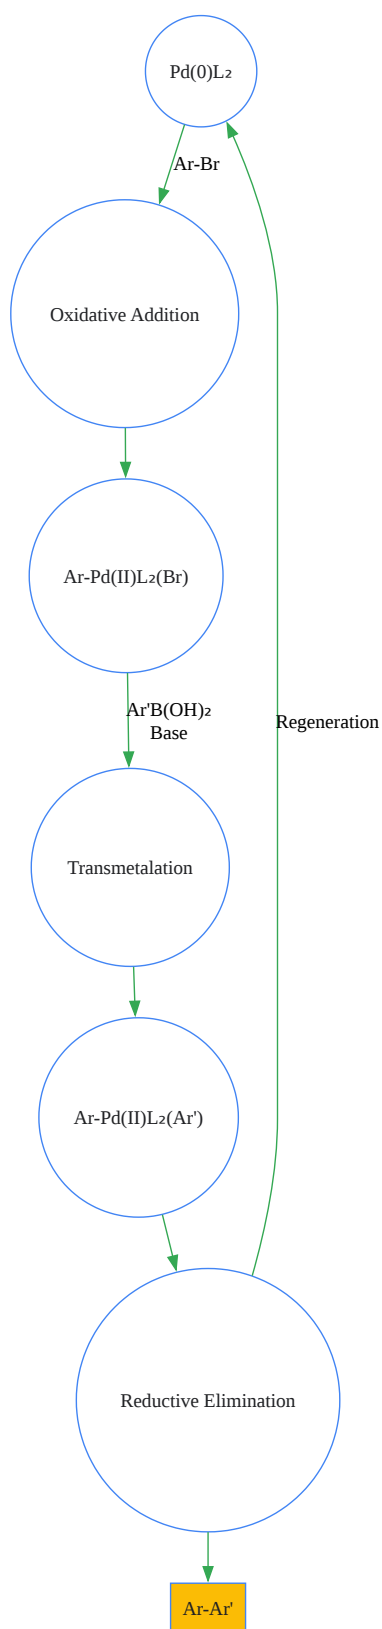 Pd(0)L₂
Ar-Br
Oxidative Addition
Ar-Pd(II)L₂(Br)
Ar'B(OH)₂
Base
Regeneration
Transmetalation
Ar-Pd(II)L₂(Ar')
Reductive Elimination
Ar-Ar'